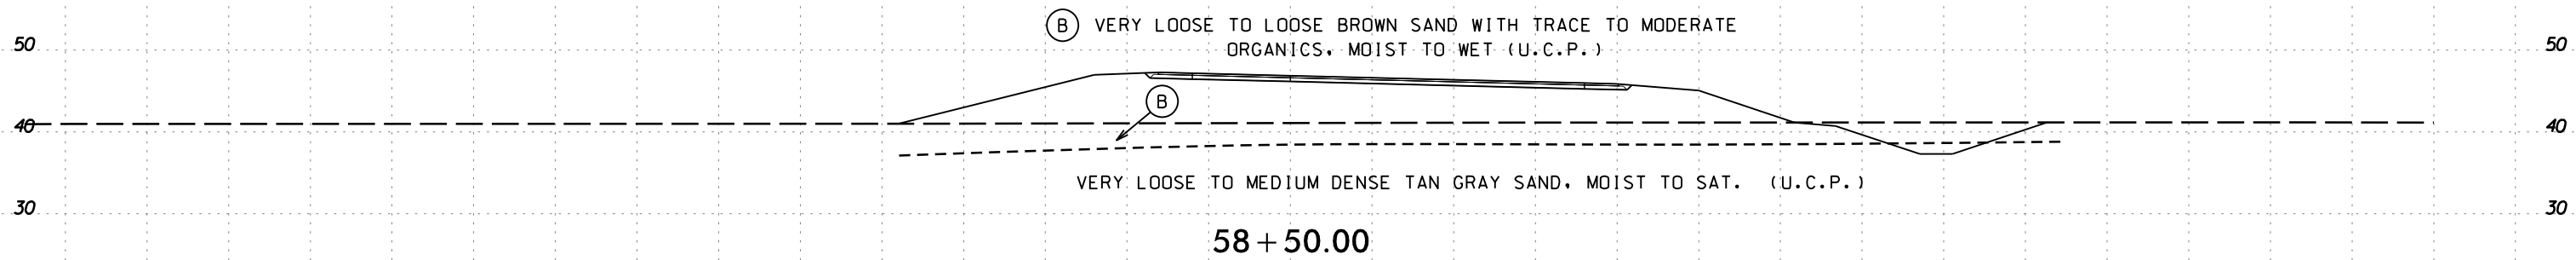 Ⓑ VERY LOOSE TO LOOSE BROWN SAND WITH TRACE TO MODERATE
ORGANICS, MOIST TO WET (U.C.P.)
50 50
B
40 40
VERY LOOSE TO MEDIUM DENSE TAN GRAY SAND, MOIST TO SAT. (U.C.P.)
30 30
58+50.00